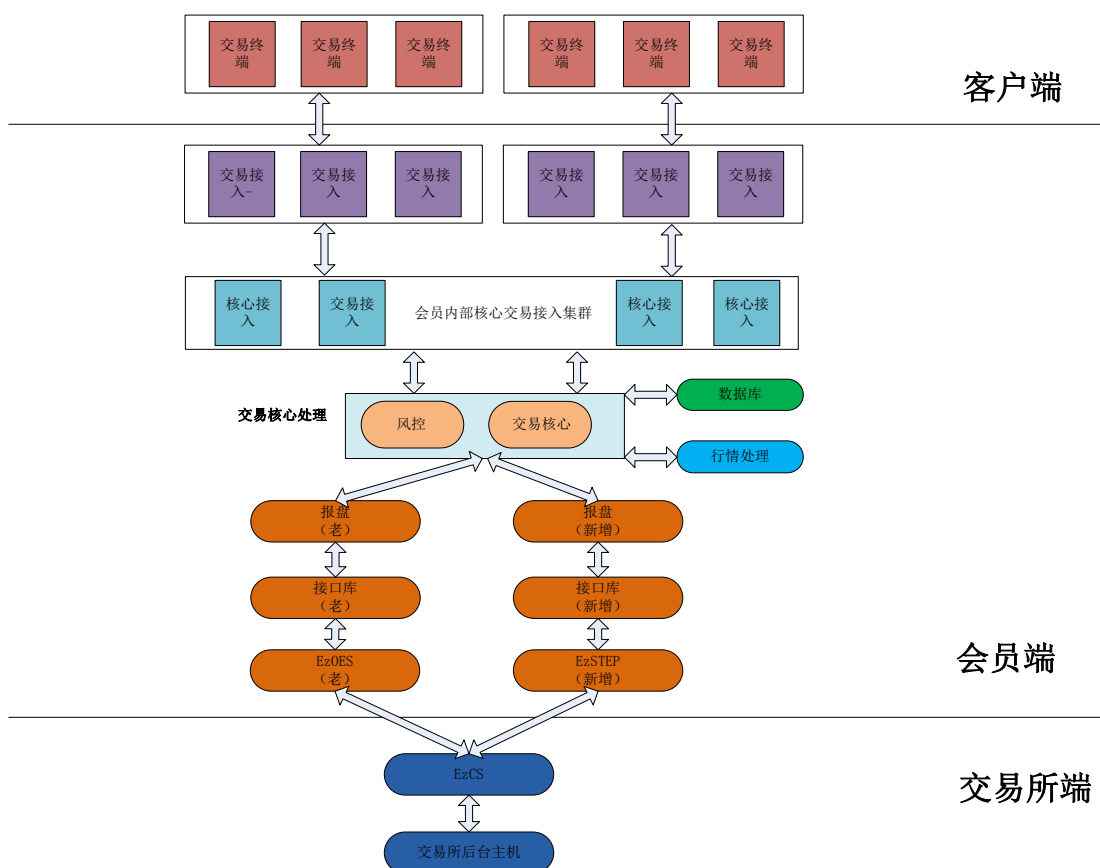 交易终
端
交易终
端
交易终
端
交易终
端
交易终
端
交易终
端
客户端
交易接
入-
交易接
入
交易接
入
交易接
入
交易接
入
交易接
入
核心接
入
交易接
入
会员内部核心交易接入集群
核心接
入
核心接
入
交易核心处理
风控
交易核心
数据库
行情处理
报盘
（老）
报盘
（新增）
接口库
（老）
接口库
（新增）
EzOES
（老）
EzSTEP
（新增）
会员端
EzCS
交易所端
交易所后台主机